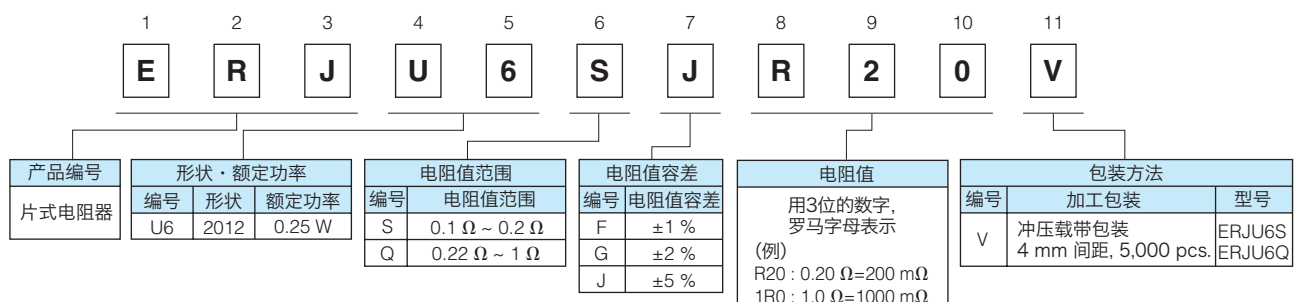 1 2 3 4 5 6 7 8 9 10 11
E R J U 6 S J R 2 0 V
产品编号
片式电阻器
形状・额定功率
编号 形状 额定功率
U6 2012 0.25 W
电阻值范围
编号 电阻值范围
S 0.1 Ω ~ 0.2 Ω
Q 0.22 Ω ~ 1 Ω
电阻值容差
编号 电阻值容差
F ±1 %
G ±2 %
J ±5 %
电阻值
用3位的数字,
罗马字母表示
(例)
R20 : 0.20 Ω=200 mΩ
1R0 : 1.0 Ω=1000 mΩ
包装方法
编号 加工包装 型号
V 冲压载带包装 ERJU6S
4 mm 间距, 5,000 pcs. ERJU6Q